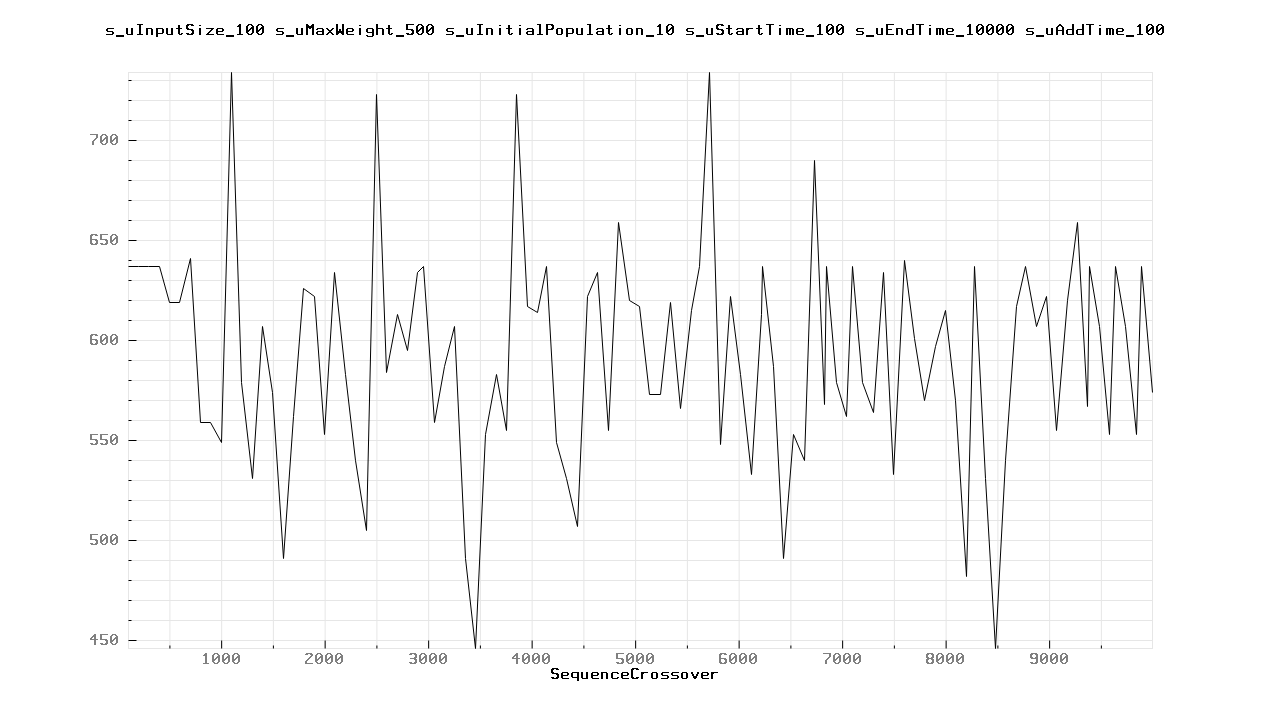 s_uInputSize_100 s_uMaxWeight_500 s_uInitialPopulation_10 s_uStartTime_100 s_uEndTime_10000 s_uAddTime_100
700
650
600
550
500
450
1000 2000 3000 4000 5000 6000 7000 8000 9000
SequenceCrossover